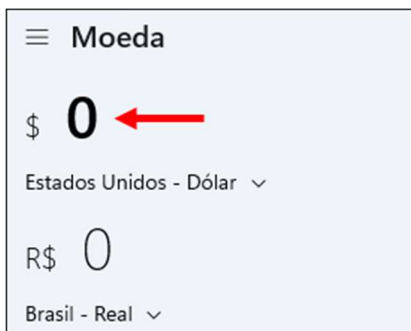 Moeda
$ 0
Estados Unidos - Dólar
R$ 0
Brasil - Real